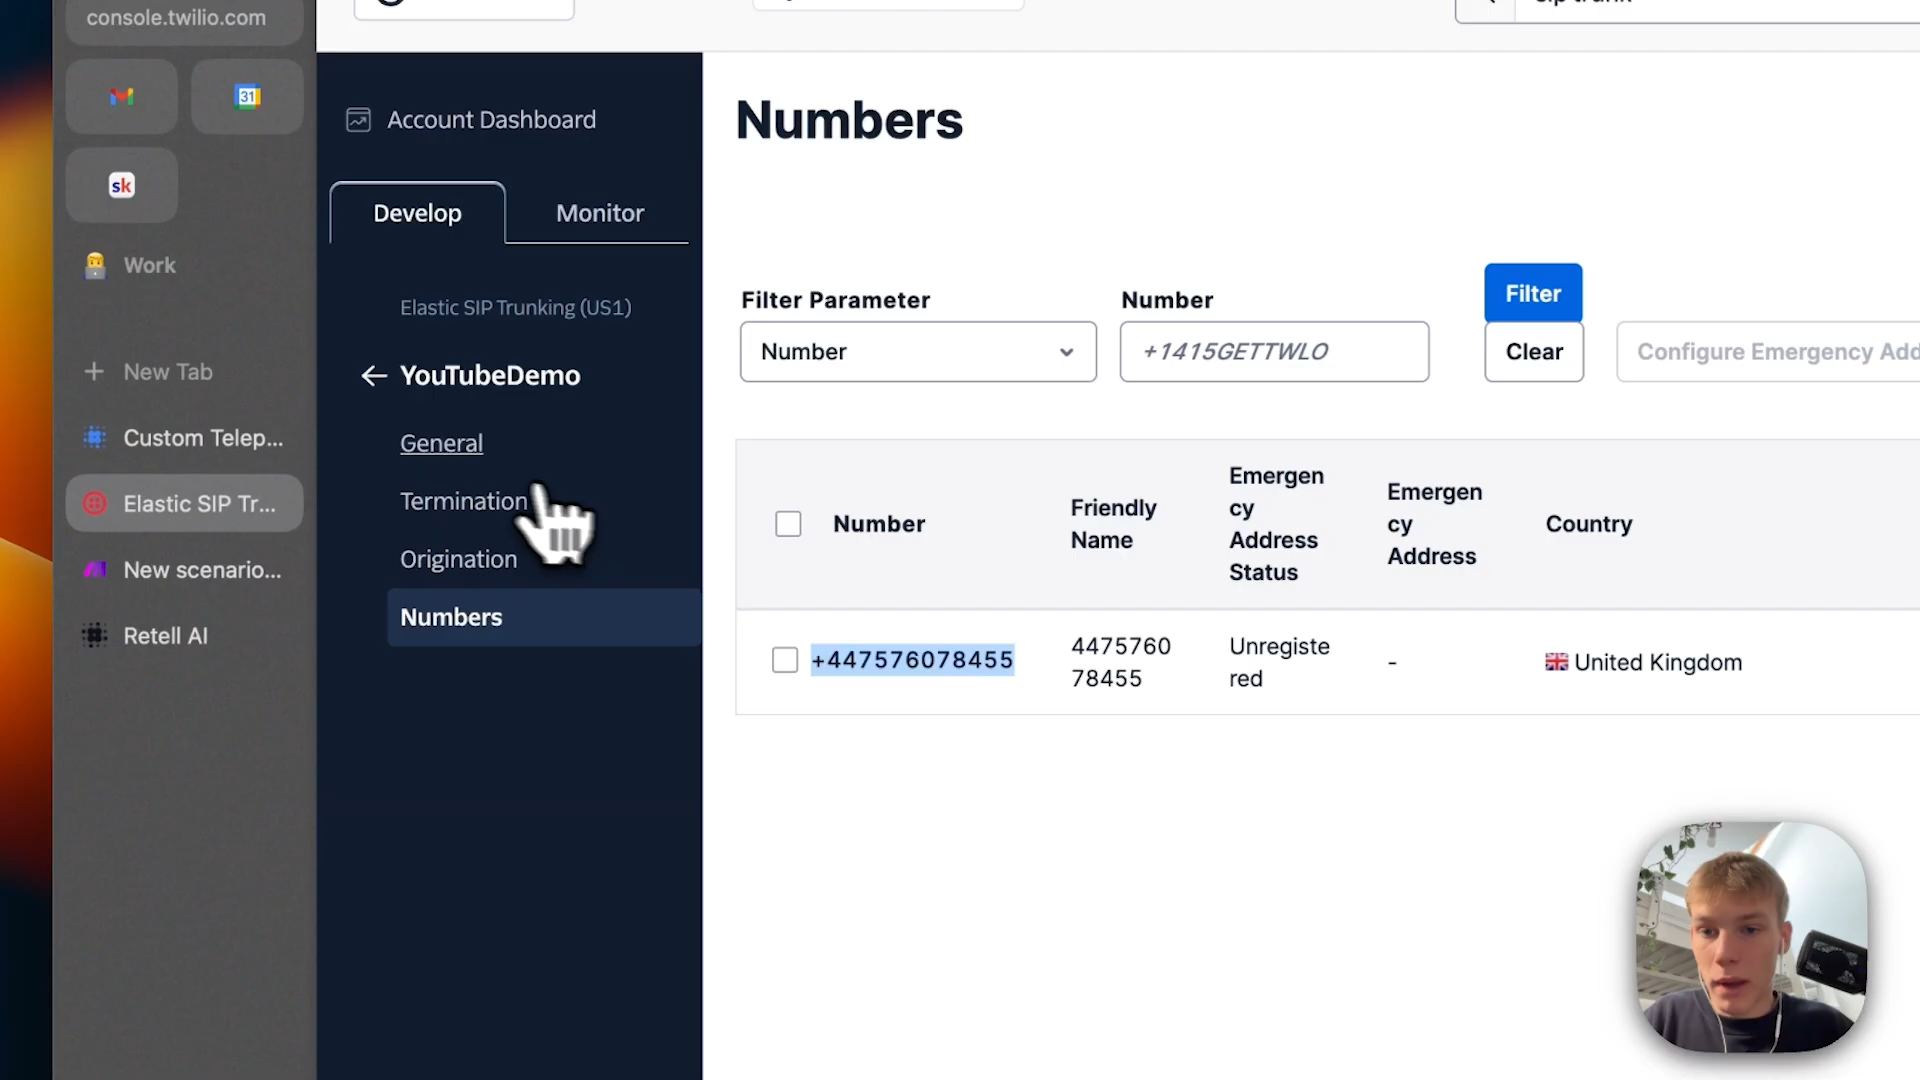 console.twilio.com
31
sk
Work
New Tab
Custom Telep...
Elastic SIP Tr...
New scenario...
Retell AI
Account Dashboard
Develop
Monitor
Elastic SIP Trunking (US1)
YouTubeDemo
General
Termination
Origination
Numbers
Numbers
Filter Parameter
Number
Number
+1415GETTWLO
Filter
Clear
Configure Emergency Add
Number
Friendly
Name
Emergen
cy
Address
Status
Emergen
cy
Address
Country
+447576078455
4475760
78455
Unregiste
red
-
United Kingdom